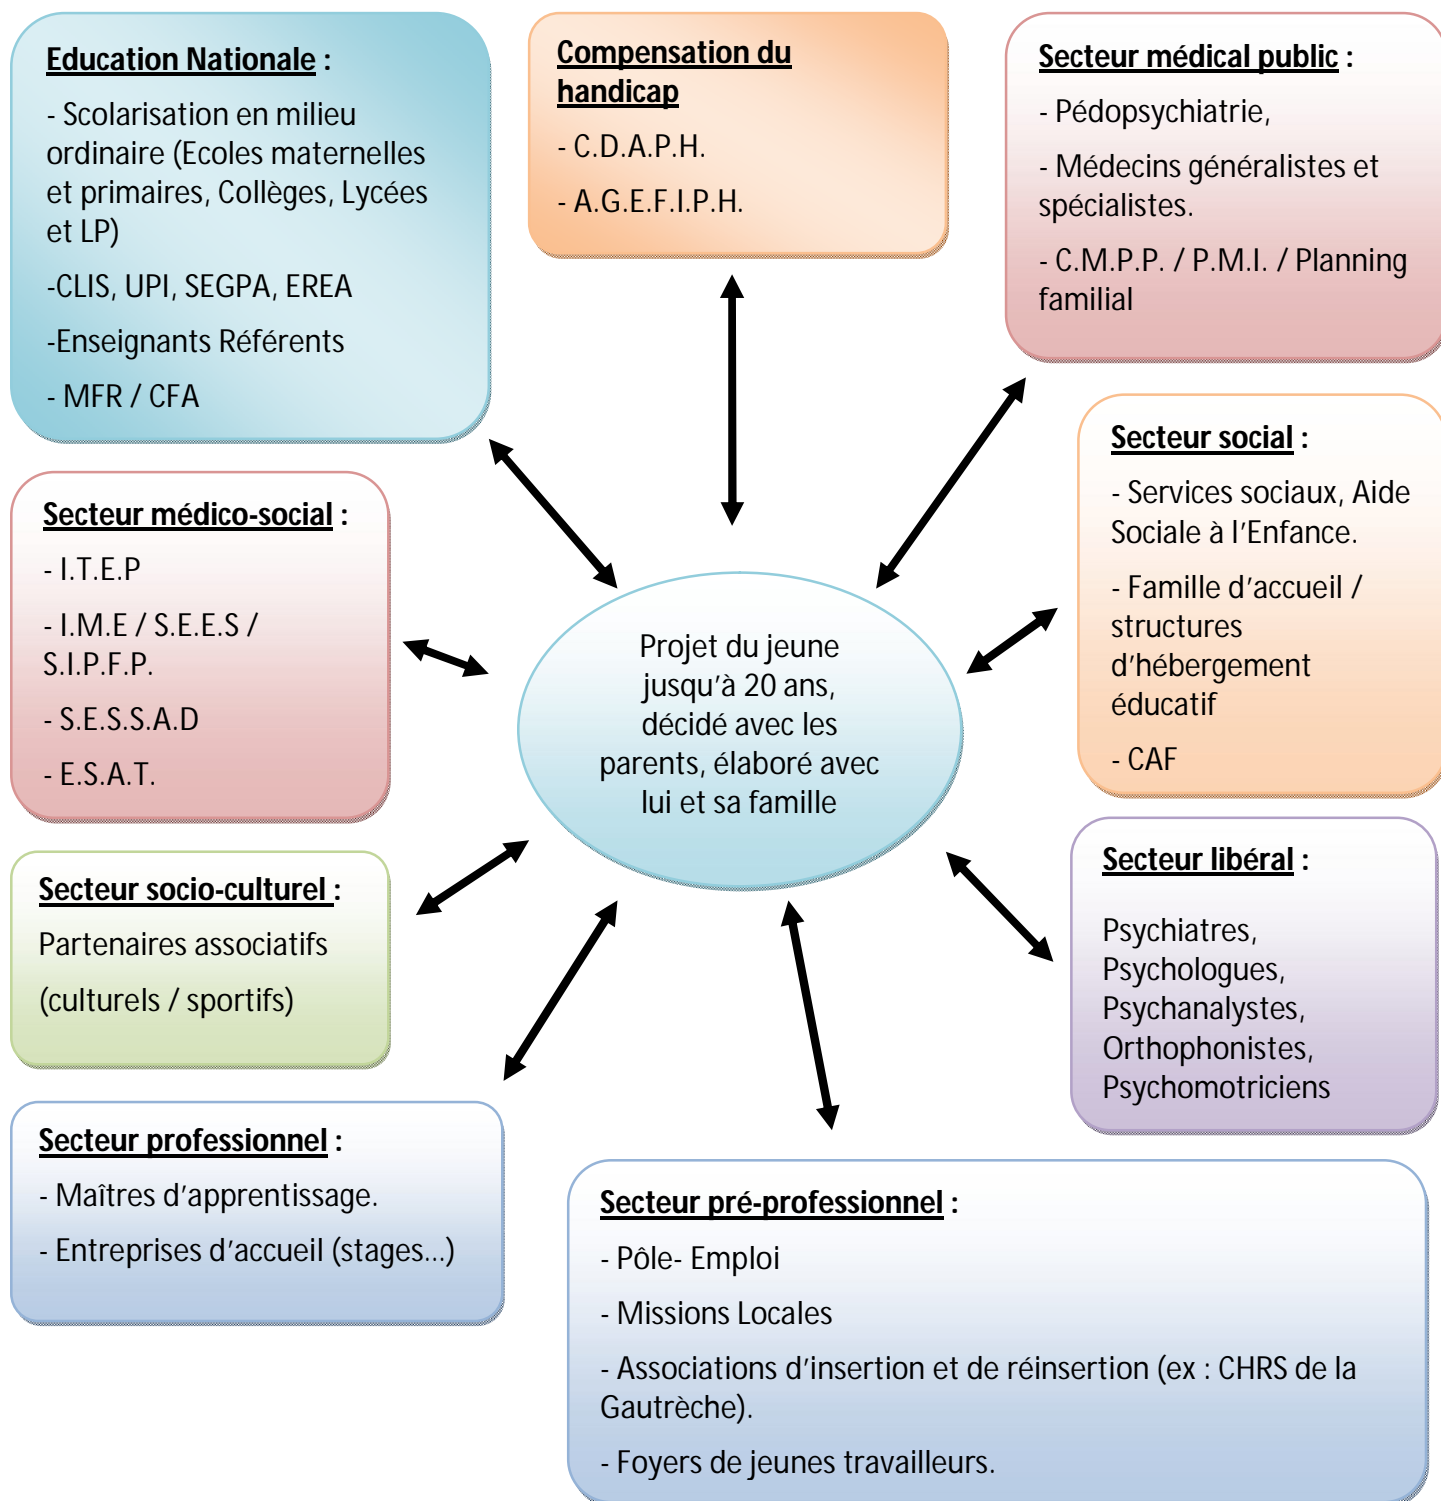 Education Nationale :
- Scolarisation en milieu
ordinaire (Ecoles maternelles
et primaires, Collèges, Lycées
et LP)
-CLIS, UPI, SEGPA, EREA
-Enseignants Référents
- MFR / CFA
Compensation du
handicap
- C.D.A.P.H.
- A.G.E.F.I.P.H.
Secteur médical public :
- Pédopsychiatrie,
- Médecins généralistes et
spécialistes.
- C.M.P.P. / P.M.I. / Planning
familial
Secteur médico-social :
- I.T.E.P
- I.M.E / S.E.E.S /
S.I.P.F.P.
- S.E.S.S.A.D
- E.S.A.T.
Projet du jeune
jusqu'à 20 ans,
décidé avec les
parents, élaboré avec
lui et sa famille
Secteur social :
- Services sociaux, Aide
Sociale à l'Enfance.
- Famille d'accueil /
structures
d'hébergement
éducatif
- CAF
Secteur socio-culturel :
Partenaires associatifs
(culturels / sportifs)
Secteur libéral :
Psychiatres,
Psychologues,
Psychanalystes,
Orthophonistes,
Psychomotriciens
Secteur professionnel :
- Maîtres d'apprentissage.
- Entreprises d'accueil (stages...)
Secteur pré-professionnel :
- Pôle- Emploi
- Missions Locales
- Associations d'insertion et de réinsertion (ex : CHRS de la
Gautrèche).
- Foyers de jeunes travailleurs.